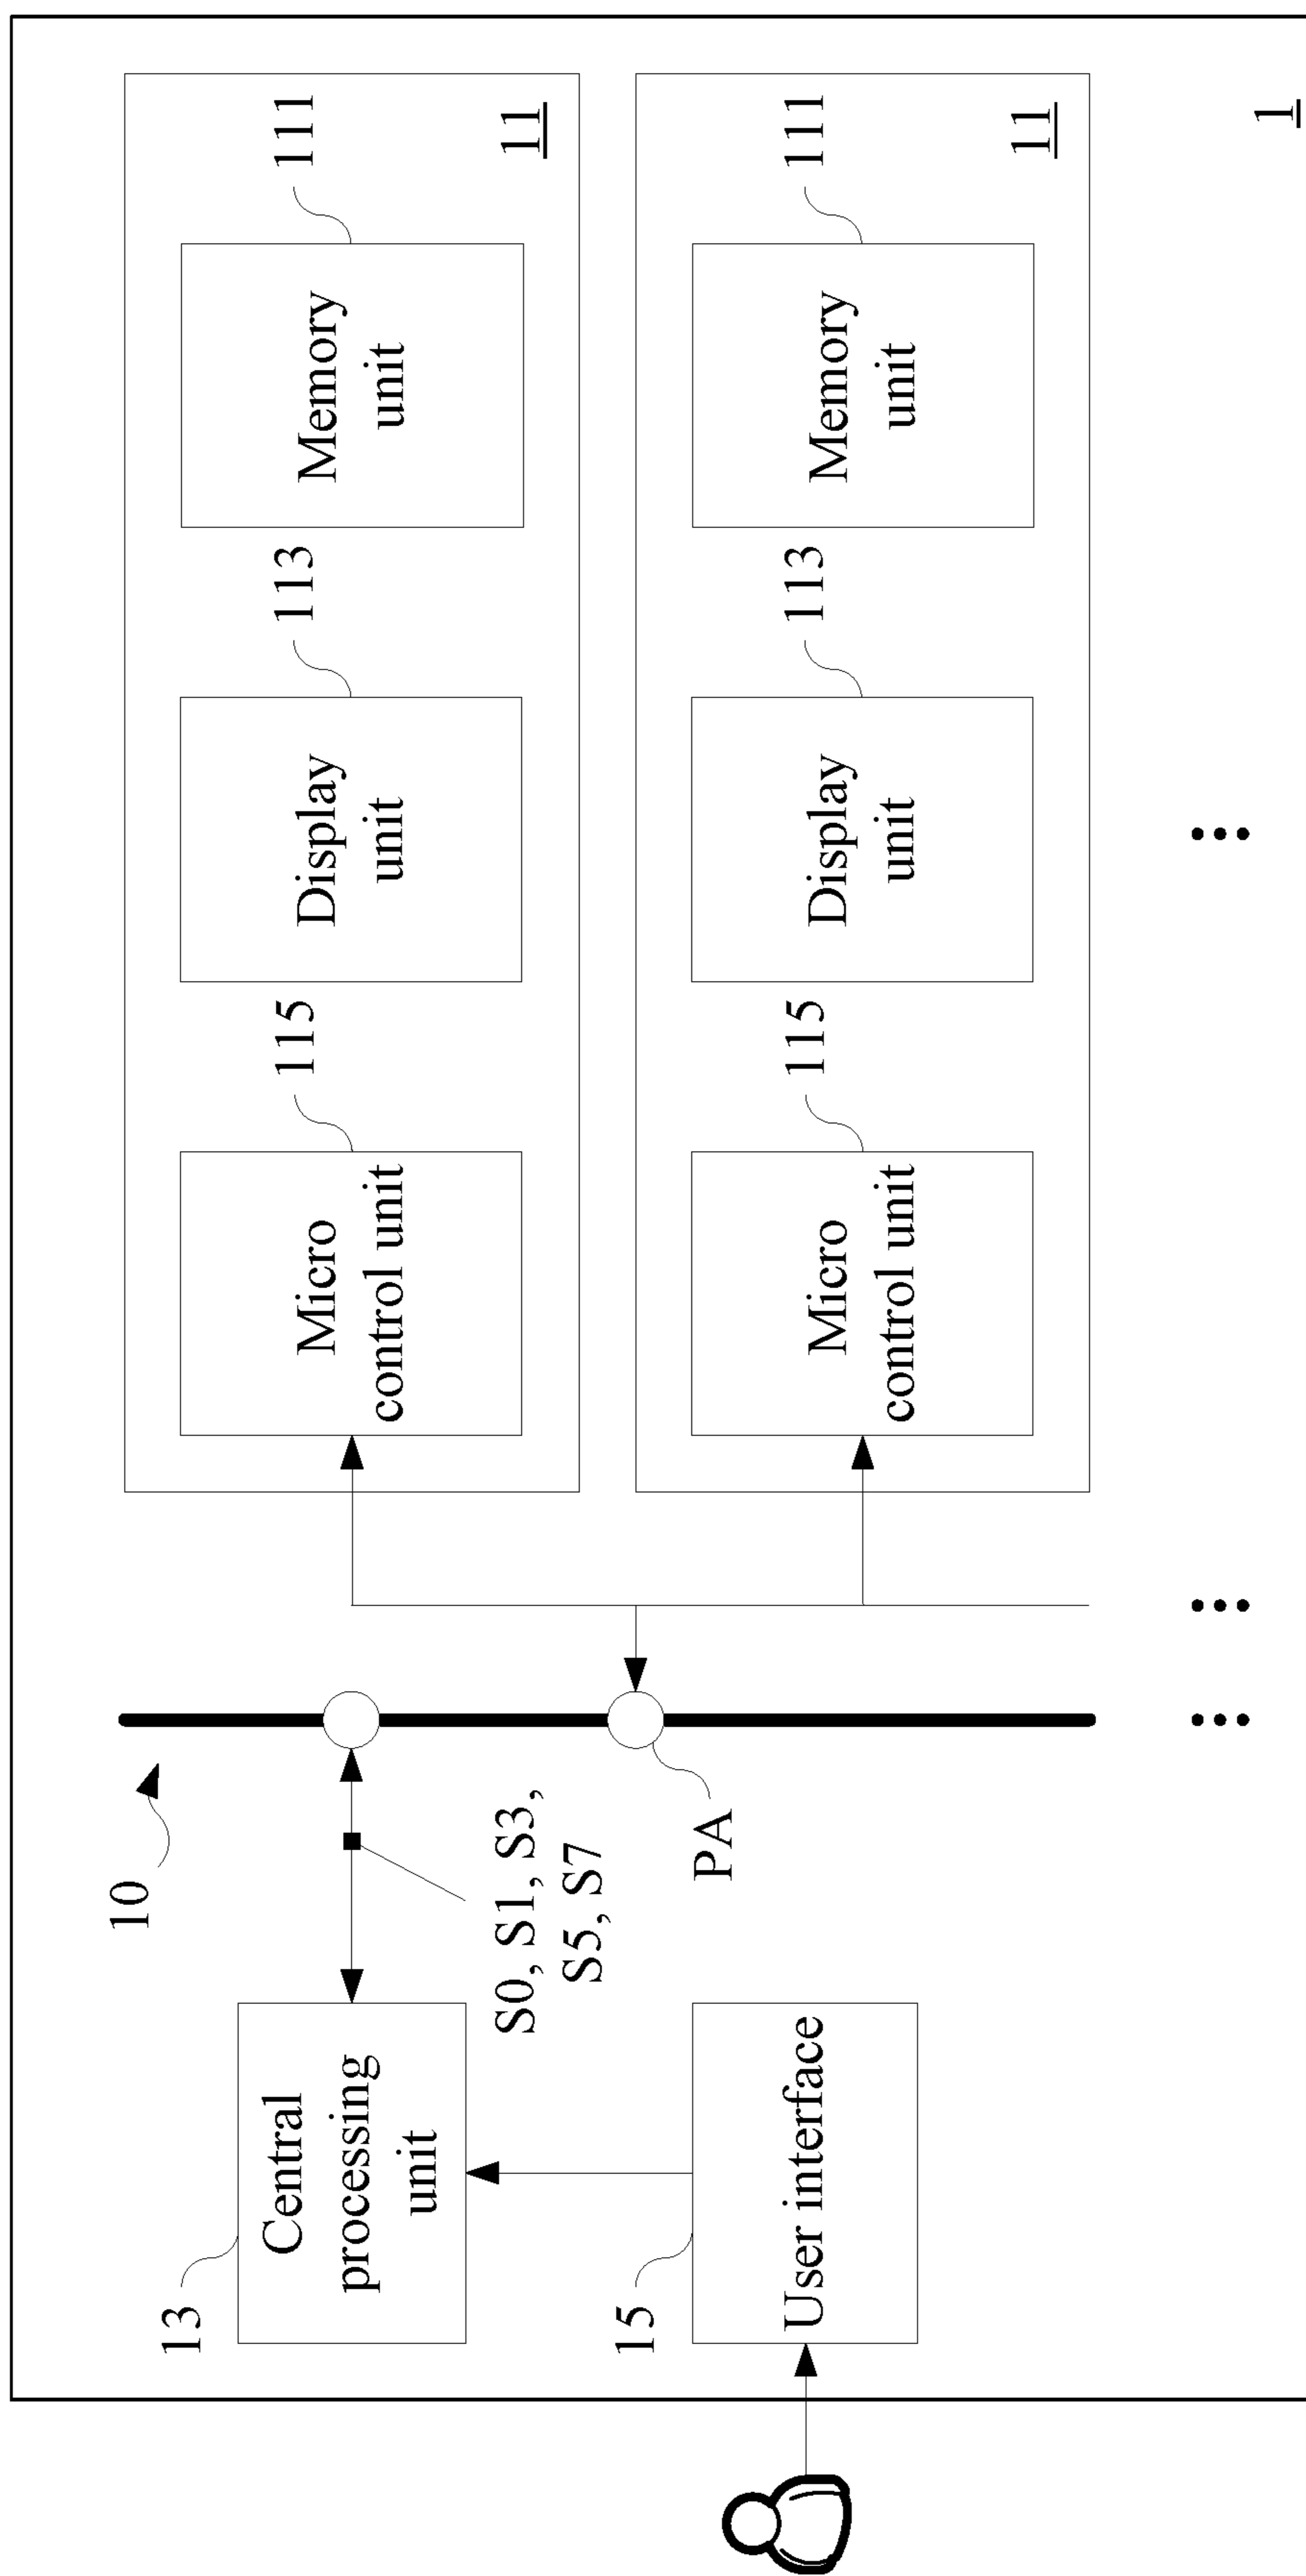 10
13
Central
processing
unit
S0, S1, S3,
S5, S7
15
User interface
PA
115
Micro
control unit
113
Display
unit
111
Memory
unit
11
115
Micro
control unit
113
Display
unit
111
Memory
unit
11
...
...
...
1